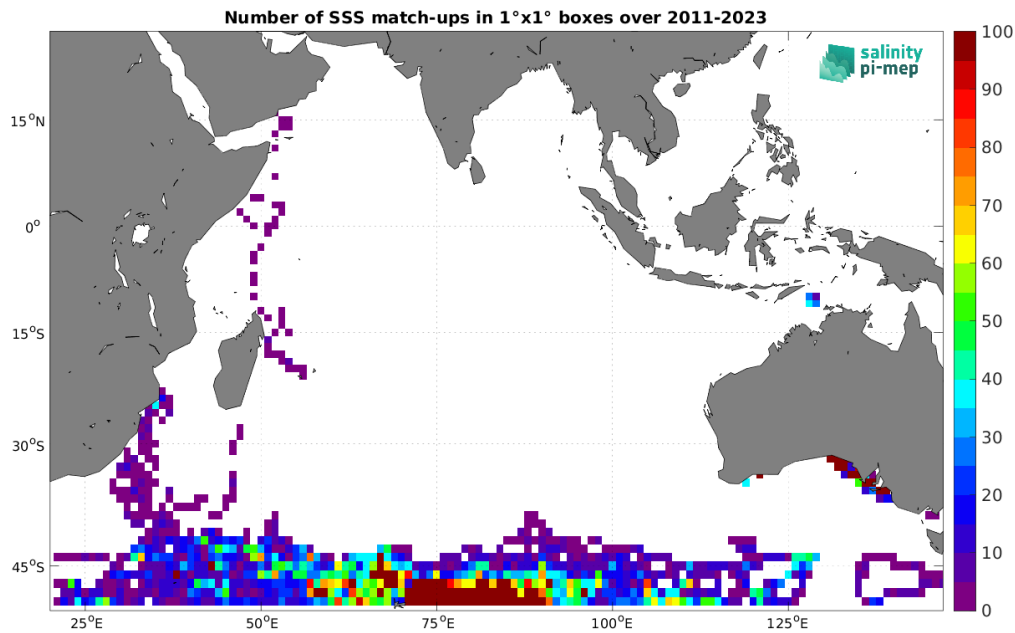 Number of SSS match-ups in 1°x1° boxes over 2011-2023
salinity
pi-mep
15°N
0°
15°S
30°S
45°S
25°E
50°E
75°E
100°E
125°E
100
90
80
70
60
50
40
30
20
10
0